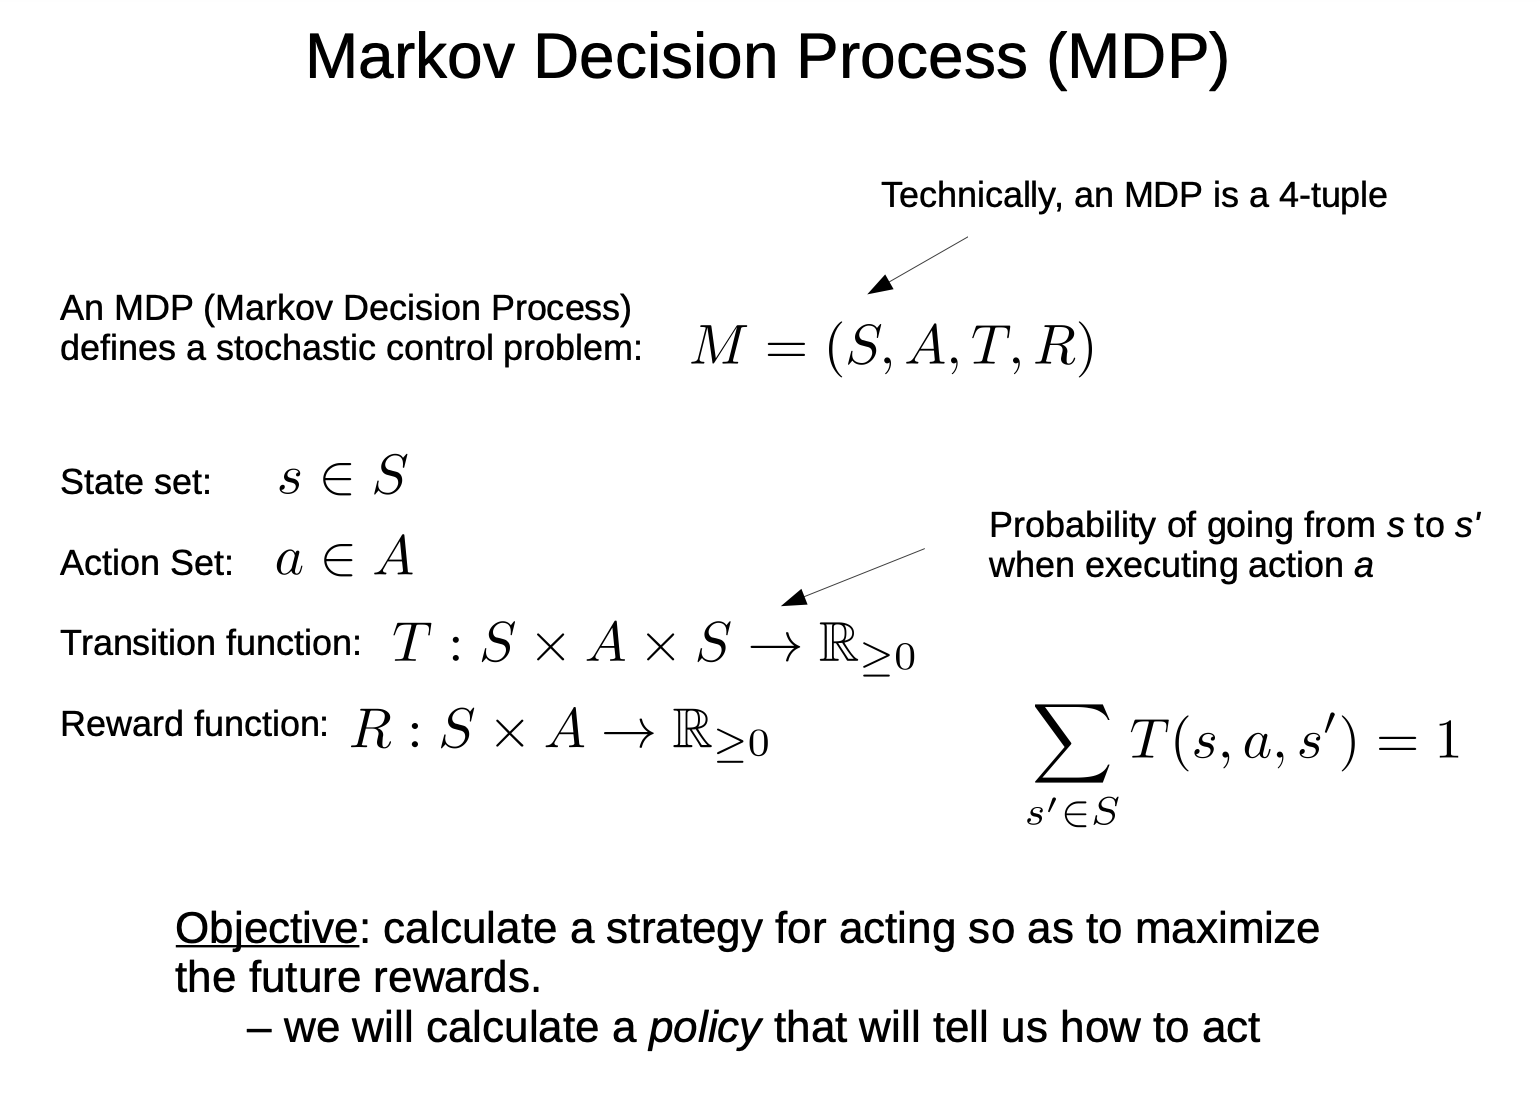 Markov Decision Process (MDP)
Technically, an MDP is a 4-tuple
An MDP (Markov Decision Process)
defines a stochastic control problem: M = (S, A, T, R)
State set: s ∈ S
Probability of going from s to s'
when executing action a
Action Set: a ∈ A
Transition function: T : S × A × S → ℝ≥0
Reward function: R : S × A → ℝ≥0
∑s′∈S T(s, a, s′) = 1
Objective: calculate a strategy for acting so as to maximize
the future rewards.
– we will calculate a policy that will tell us how to act